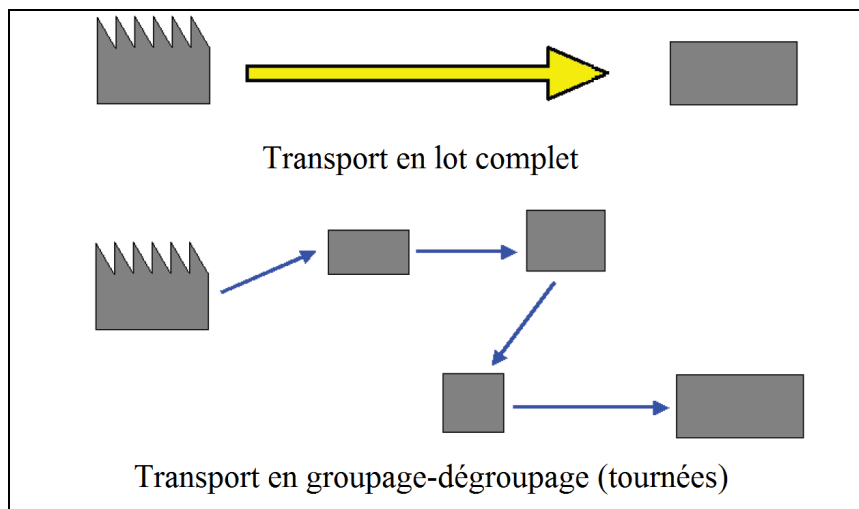 Transport en lot complet
Transport en groupage-dégroupage (tournées)